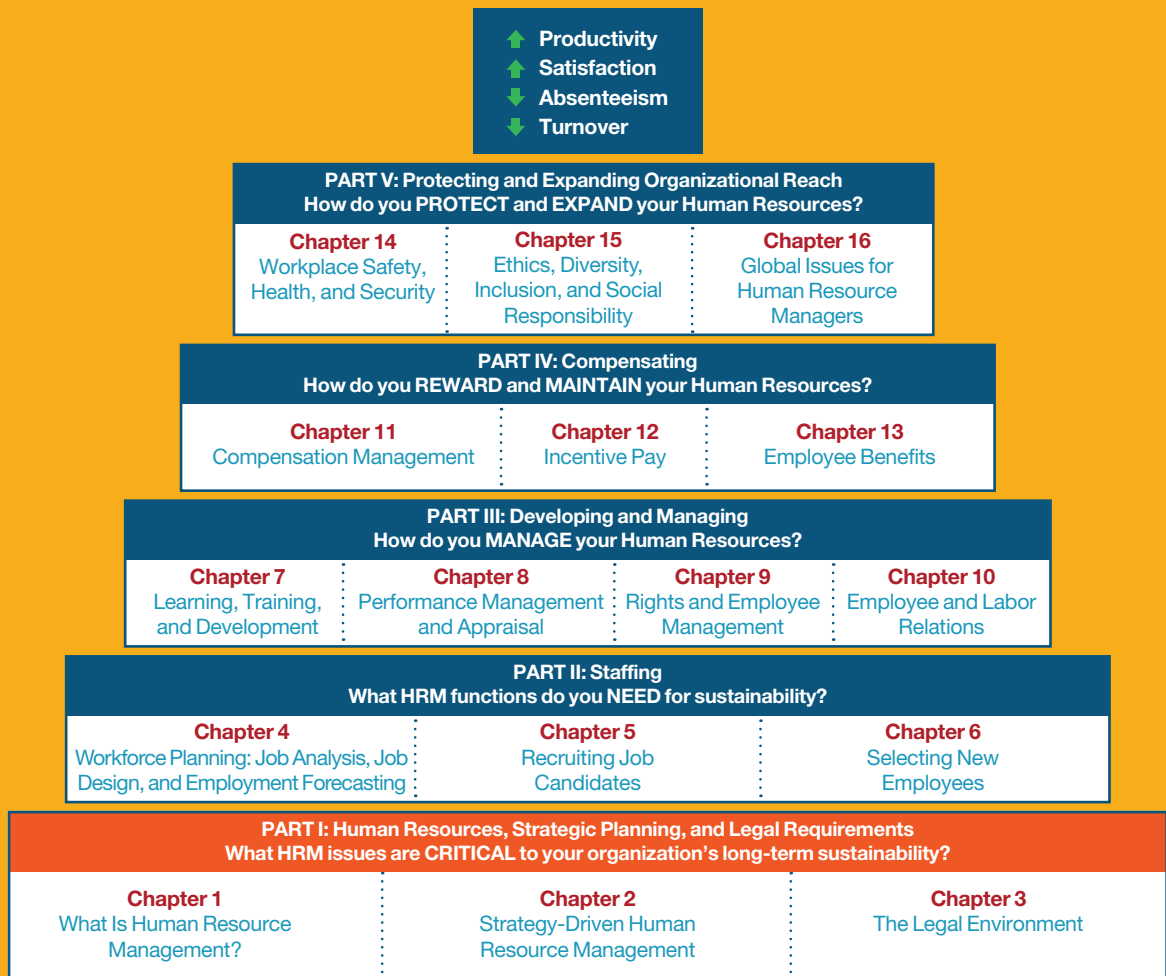 Productivity
Satisfaction
Absenteeism
Turnover
PART V: Protecting and Expanding Organizational Reach
How do you PROTECT and EXPAND your Human Resources?
Chapter 14
Workplace Safety,
Health, and Security
Chapter 15
Ethics, Diversity,
Inclusion, and Social
Responsibility
Chapter 16
Global Issues for
Human Resource
Managers
PART IV: Compensating
How do you REWARD and MAINTAIN your Human Resources?
Chapter 11
Compensation Management
Chapter 12
Incentive Pay
Chapter 13
Employee Benefits
PART III: Developing and Managing
How do you MANAGE your Human Resources?
Chapter 7
Learning, Training,
and Development
Chapter 8
Performance Management
and Appraisal
Chapter 9
Rights and Employee
Management
Chapter 10
Employee and Labor
Relations
PART II: Staffing
What HRM functions do you NEED for sustainability?
Chapter 4
Workforce Planning: Job Analysis, Job
Design, and Employment Forecasting
Chapter 5
Recruiting Job
Candidates
Chapter 6
Selecting New
Employees
PART I: Human Resources, Strategic Planning, and Legal Requirements
What HRM issues are CRITICAL to your organization's long-term sustainability?
Chapter 1
What Is Human Resource
Management?
Chapter 2
Strategy-Driven Human
Resource Management
Chapter 3
The Legal Environment